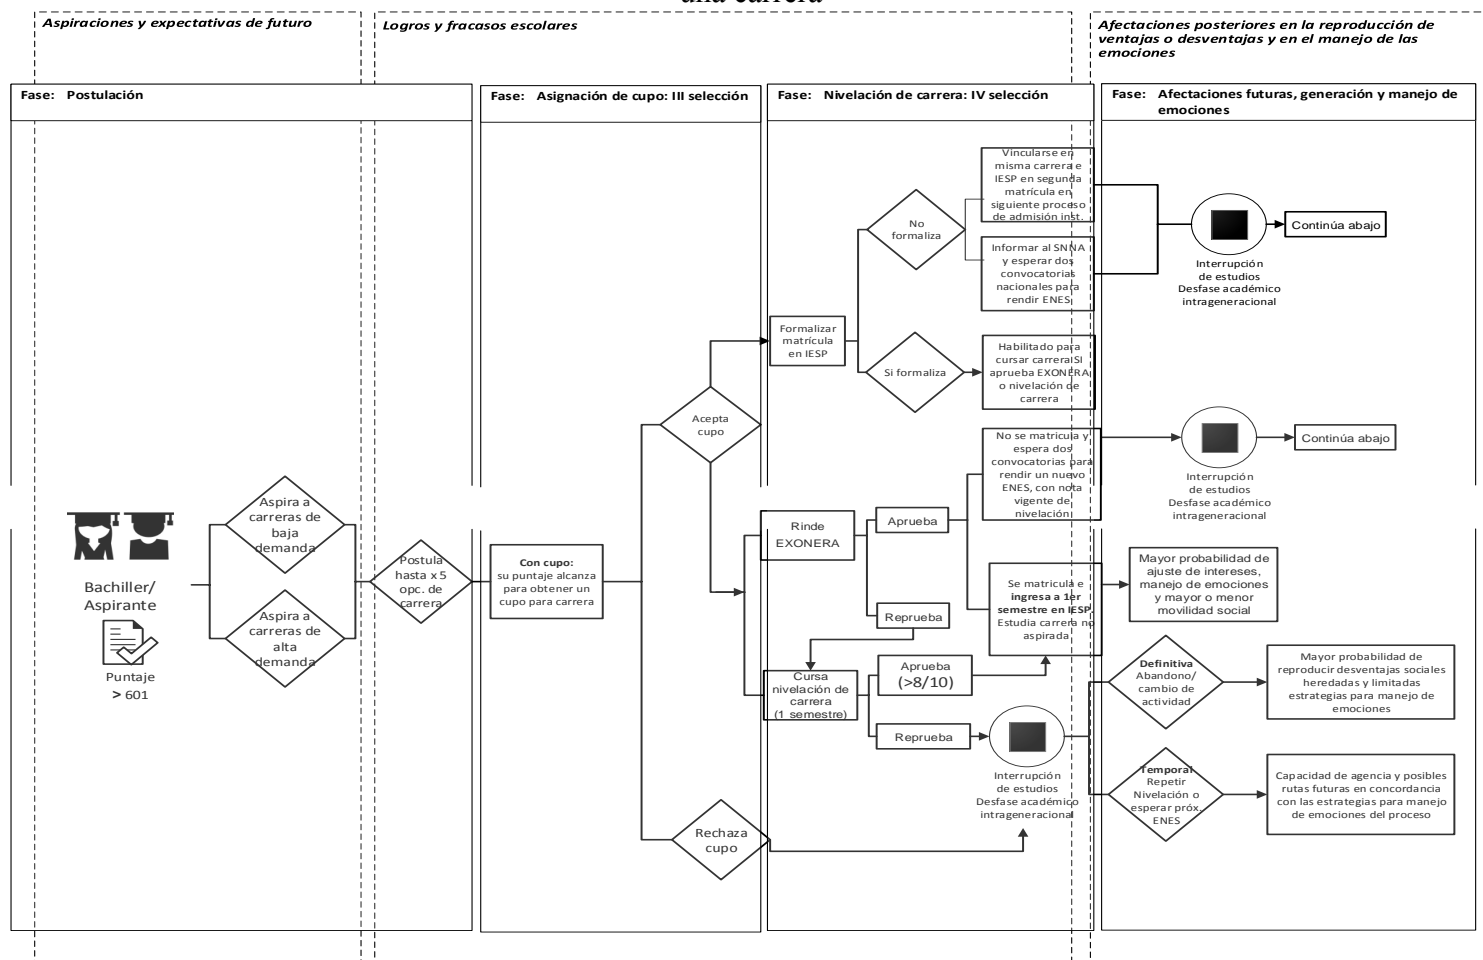 una carrera
Aspiraciones y expectativas de futuro
Logros y fracasos escolares
Afectaciones posteriores en la reproducción de
ventajas o desventajas y en el manejo de las
emociones
Fase: Postulación
Fase: Asignación de cupo: III selección
Fase: Nivelación de carrera: IV selección
Fase: Afectaciones futuras, generación y manejo de
emociones
Bachiller/
Aspirante
Puntaje
> 601
Aspira a
carreras de
baja
demanda
Aspira a
carreras de
alta
demanda
Postula
hasta x 5
opc. de
carrera
Con cupo:
su puntaje alcanza
para obtener un
cupo para carrera
Acepta
cupo
Rechaza
cupo
Formalizar
matrícula
en IESP
No
formaliza
Si formaliza
Vincularse en
misma carrera e
IESP en segunda
matrícula en
siguiente proceso
de admisión inst.
Informar al SNNA
y esperar dos
convocatorias
nacionales para
rendir ENES
Habilitado para
cursar carrera SI
aprueba EXONERA
o nivelación de
carrera
Interrupción
de estudios
Desfase académico
intrageneracional
Continúa abajo
Rinde
EXONERA
Aprueba
Reprueba
No se matricula y
espera dos
convocatorias para
rendir un nuevo
ENES, con nota
vigente de
nivelación
Interrupción
de estudios
Desfase académico
intrageneracional
Continúa abajo
Se matricula e
ingresa a 1er
semestre en IESP.
Estudia carrera no
aspirada
Mayor probabilidad de
ajuste de intereses,
manejo de emociones
y mayor o menor
movilidad social
Cursa
nivelación de
carrera
(1 semestre)
Aprueba
(>8/10)
Reprueba
Interrupción
de estudios
Desfase académico
intrageneracional
Definitiva
Abandono/
cambio de
actividad
Mayor probabilidad de
reproducir desventajas sociales
heredadas y limitadas
estrategias para manejo de
emociones
Temporal
Repetir
Nivelación o
esperar próx.
ENES
Capacidad de agencia y posibles
rutas futuras en concordancia
con las estrategias para manejo
de emociones del proceso